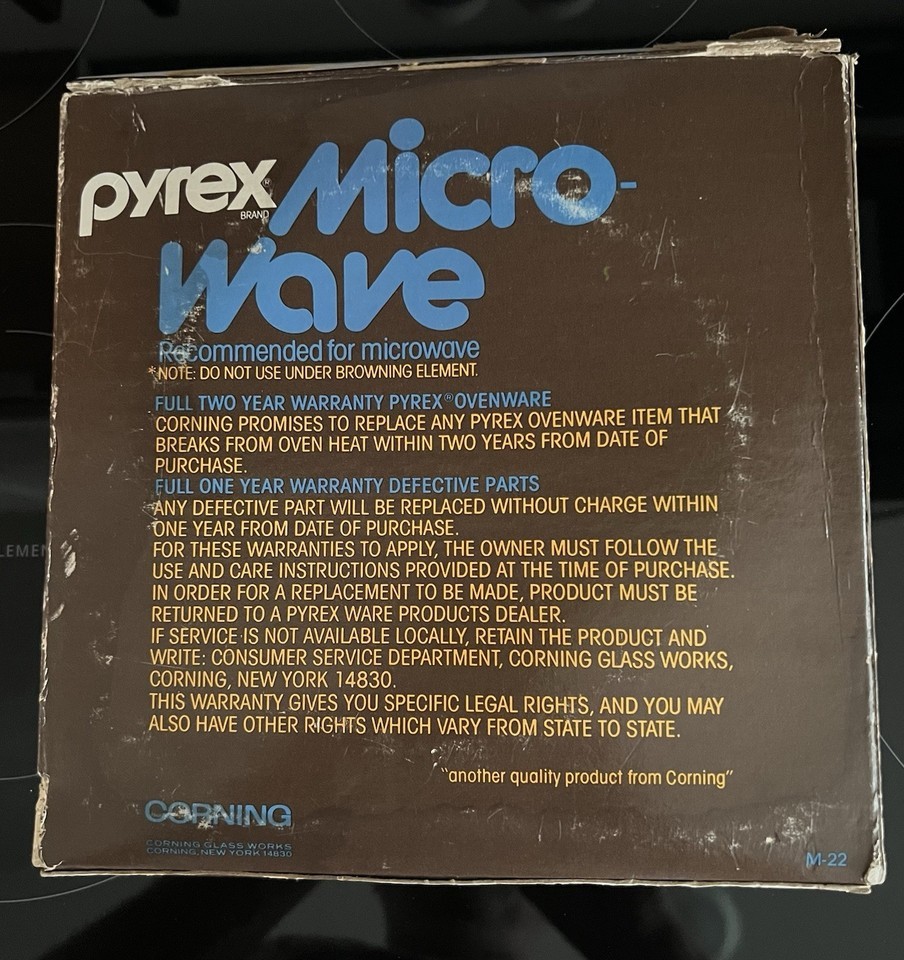 pyrex® Micro-
BRAND
Wave
Recommended for microwave
*NOTE: DO NOT USE UNDER BROWNING ELEMENT.
FULL TWO YEAR WARRANTY PYREX® OVENWARE
CORNING PROMISES TO REPLACE ANY PYREX OVENWARE ITEM THAT
BREAKS FROM OVEN HEAT WITHIN TWO YEARS FROM DATE OF
PURCHASE.
FULL ONE YEAR WARRANTY DEFECTIVE PARTS
ANY DEFECTIVE PART WILL BE REPLACED WITHOUT CHARGE WITHIN
ONE YEAR FROM DATE OF PURCHASE.
FOR THESE WARRANTIES TO APPLY, THE OWNER MUST FOLLOW THE
USE AND CARE INSTRUCTIONS PROVIDED AT THE TIME OF PURCHASE.
IN ORDER FOR A REPLACEMENT TO BE MADE, PRODUCT MUST BE
RETURNED TO A PYREX WARE PRODUCTS DEALER.
IF SERVICE IS NOT AVAILABLE LOCALLY, RETAIN THE PRODUCT AND
WRITE: CONSUMER SERVICE DEPARTMENT, CORNING GLASS WORKS,
CORNING, NEW YORK 14830.
THIS WARRANTY GIVES YOU SPECIFIC LEGAL RIGHTS, AND YOU MAY
ALSO HAVE OTHER RIGHTS WHICH VARY FROM STATE TO STATE.
"another quality product from Corning"
CORNING
CORNING GLASS WORKS
CORNING, NEW YORK 14830
M-22